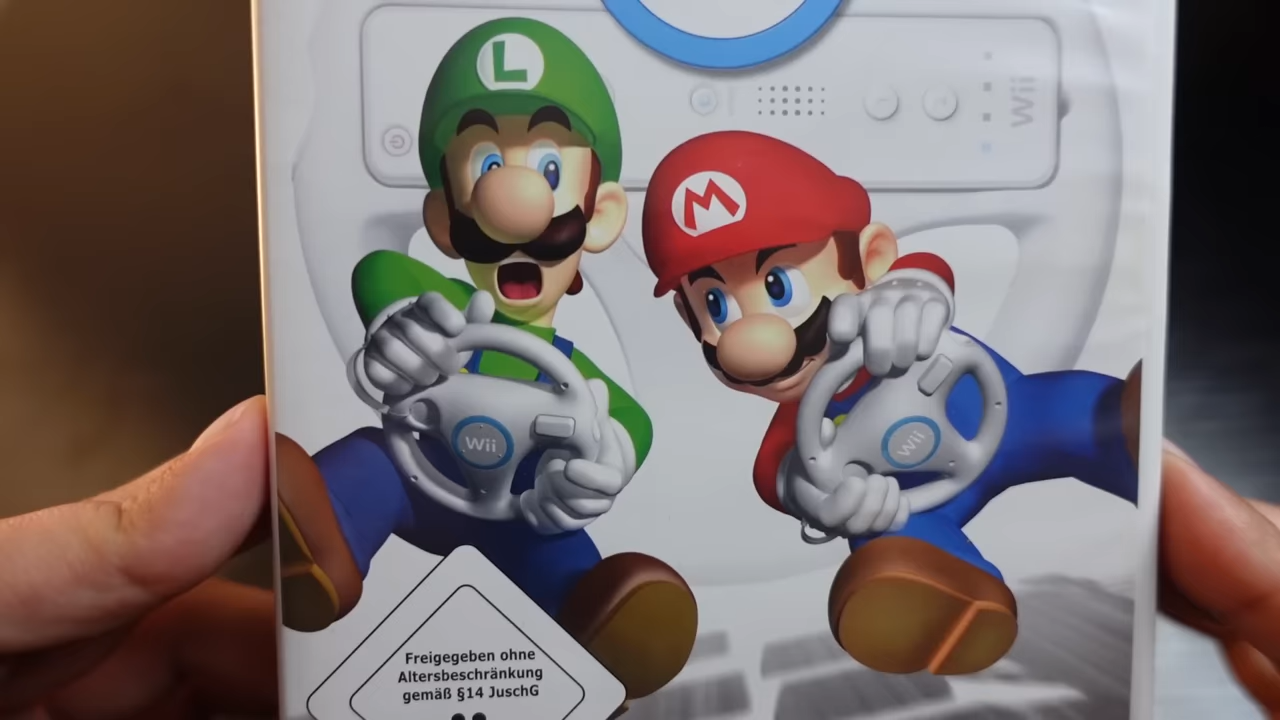 L
Wii
M
Wii
Wii
Freigegeben ohne
Altersbeschränkung
gemäß §14 JuschG